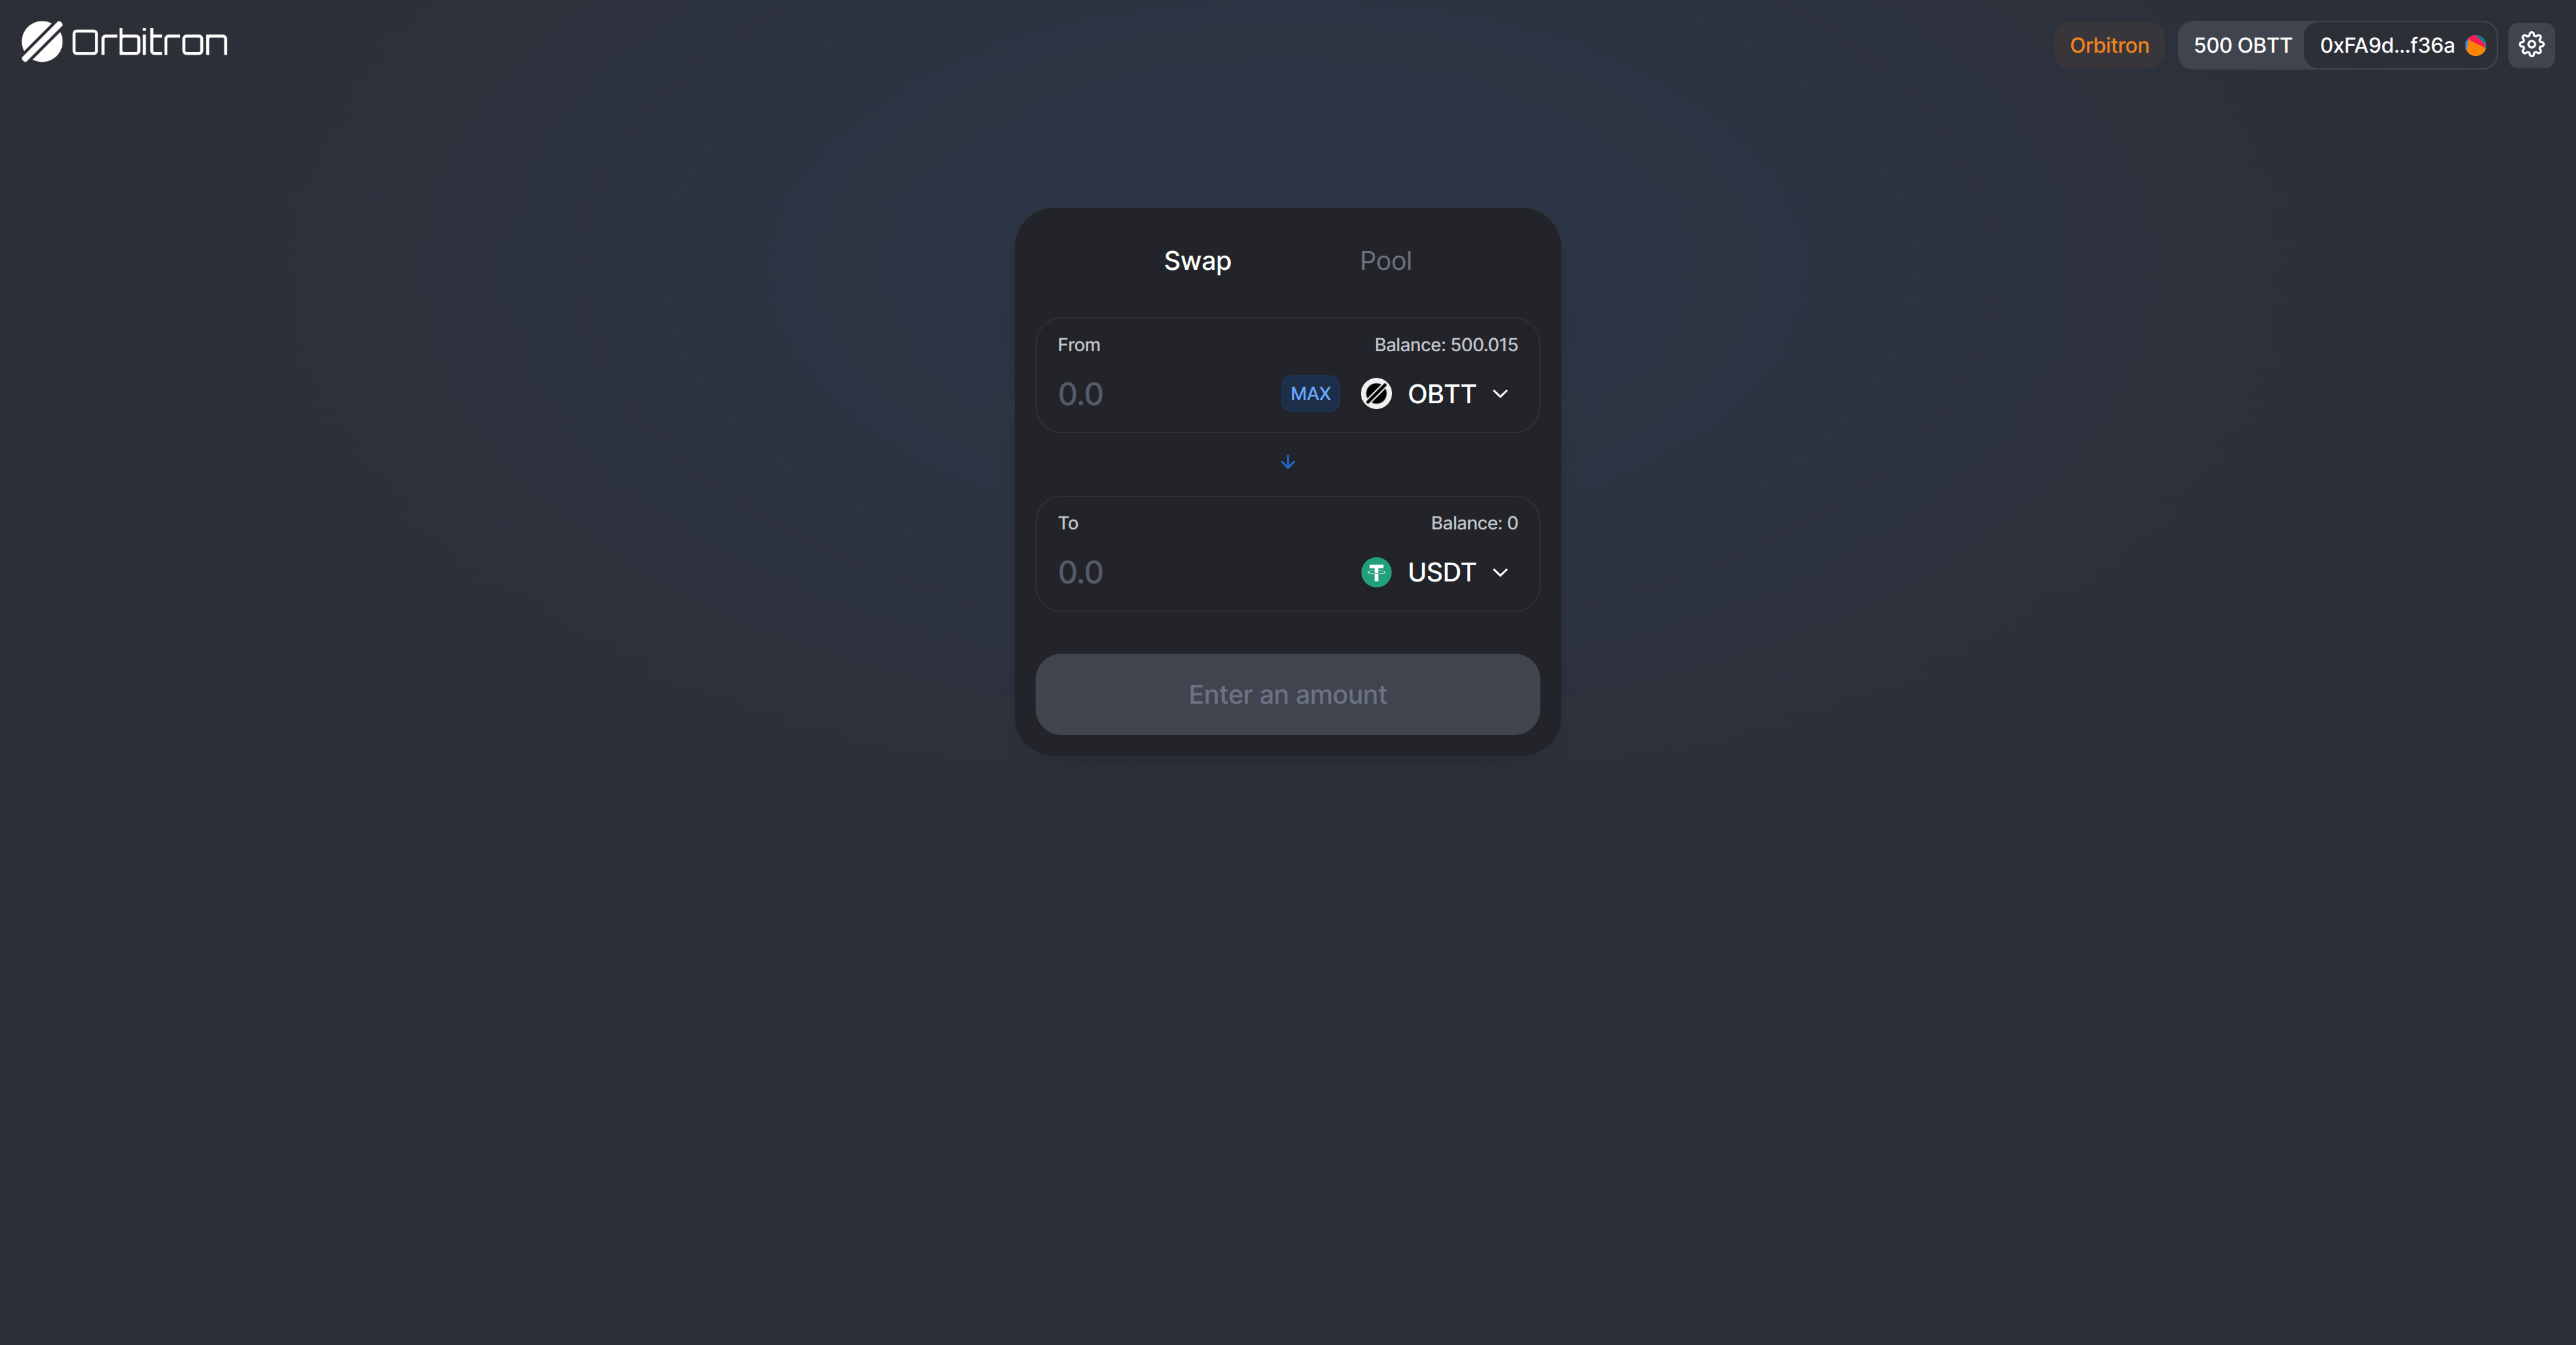 Orbitron
Orbitron
500 OBTT
0xFA9d...f36a
Swap
Pool
From
Balance: 500.015
0.0
MAX
OBTT
To
Balance: 0
0.0
USDT
Enter an amount